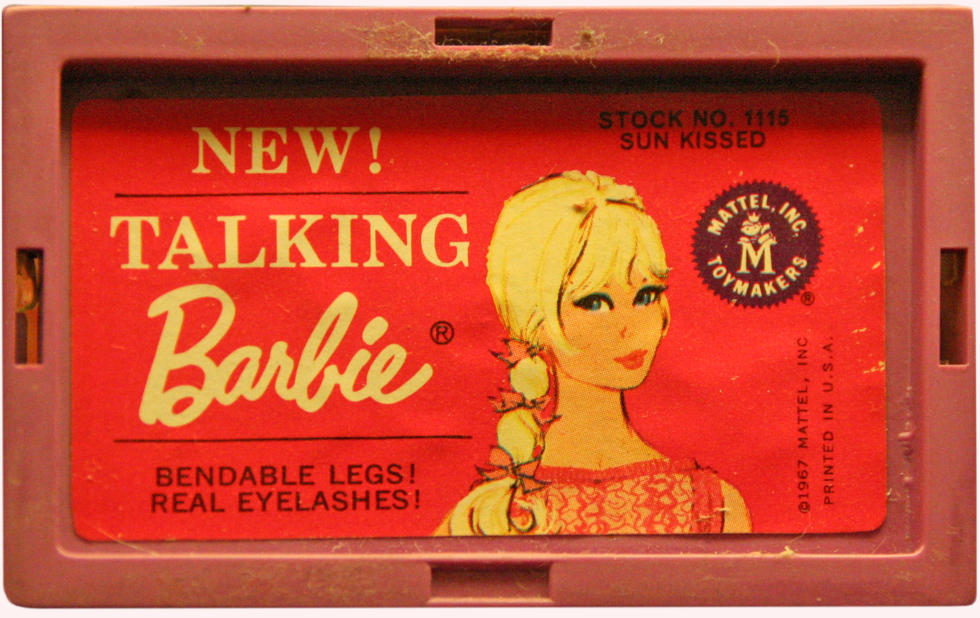 NEW!
TALKING
Barbie®
BENDABLE LEGS!
REAL EYELASHES!
STOCK NO. 1115
SUN KISSED
MATTEL, INC.
M
TOYMAKERS
®
©1967 MATTEL, INC
PRINTED IN U.S.A.